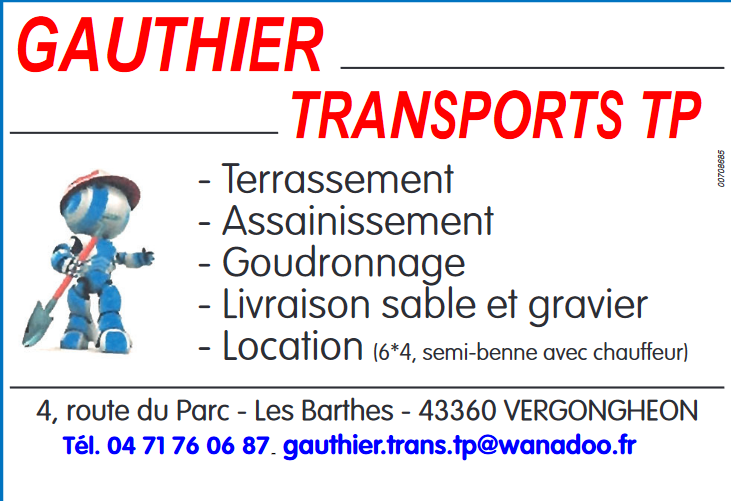 GAUTHIER
TRANSPORTS TP
00708685
- Terrassement
- Assainissement
- Goudronnage
- Livraison sable et gravier
- Location (6*4, semi-benne avec chauffeur)
4, route du Parc - Les Barthes - 43360 VERGONGHEON
Tél. 04 71 76 06 87 - gauthier.trans.tp@wanadoo.fr